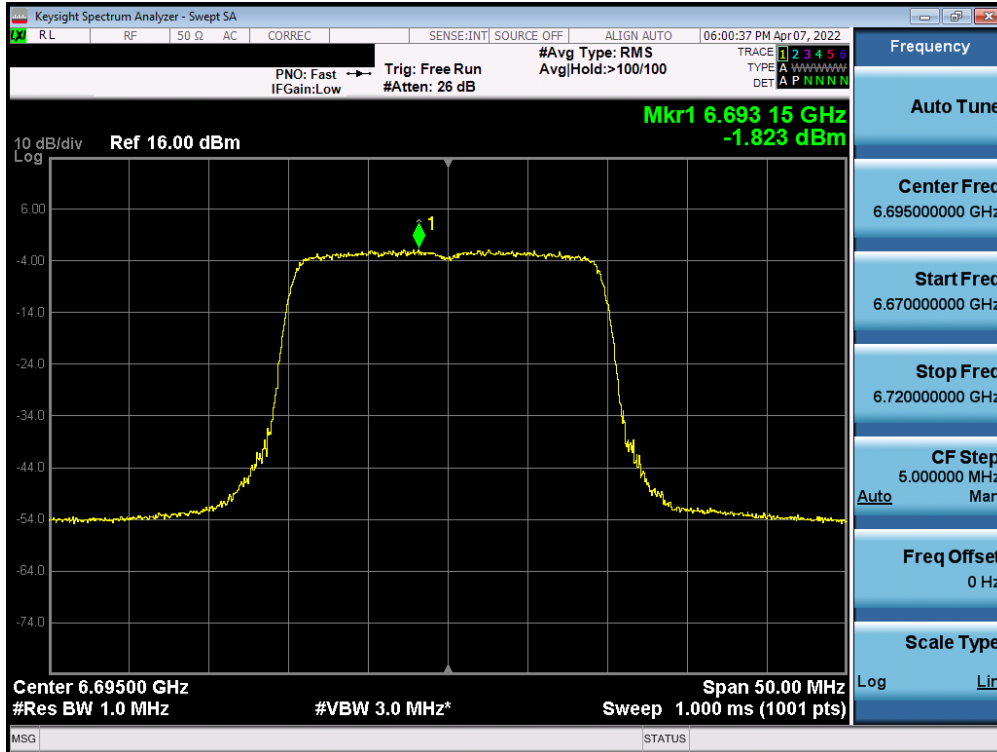 Keysight Spectrum Analyzer - Swept SA
LXI RL RF 50 Ω AC CORREC SENSE:INT SOURCE OFF ALIGN AUTO 06:00:37 PM Apr 07, 2022
PNO: Fast
IFGain:Low
Trig: Free Run
#Atten: 26 dB
#Avg Type: RMS
Avg|Hold:>100/100
TRACE 1 2 3 4 5 6
TYPE A WWWWW
DET A P N N N N
Mkr1 6.693 15 GHz
-1.823 dBm
10 dB/div
Log
Ref 16.00 dBm
1
6.00
-4.00
-14.0
-24.0
-34.0
-44.0
-54.0
-64.0
-74.0
Center 6.69500 GHz
Span 50.00 MHz
#Res BW 1.0 MHz
#VBW 3.0 MHz*
Sweep 1.000 ms (1001 pts)
MSG
STATUS
Frequency
Auto Tune
Center Freq
6.695000000 GHz
Start Freq
6.670000000 GHz
Stop Freq
6.720000000 GHz
CF Step
5.000000 MHz
Auto Man
Freq Offset
0 Hz
Scale Type
Log Lin